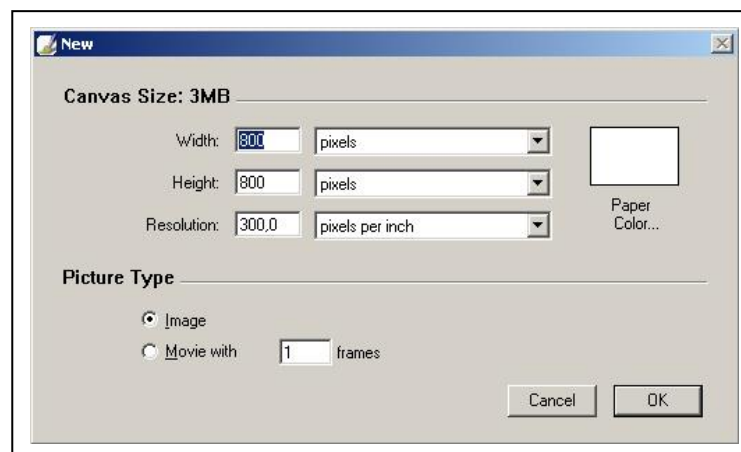 New
Canvas Size: 3MB
Width: 800 pixels
Height: 800 pixels
Resolution: 300,0 pixels per inch
Paper
Color...
Picture Type
Image
Movie with 1 frames
Cancel OK